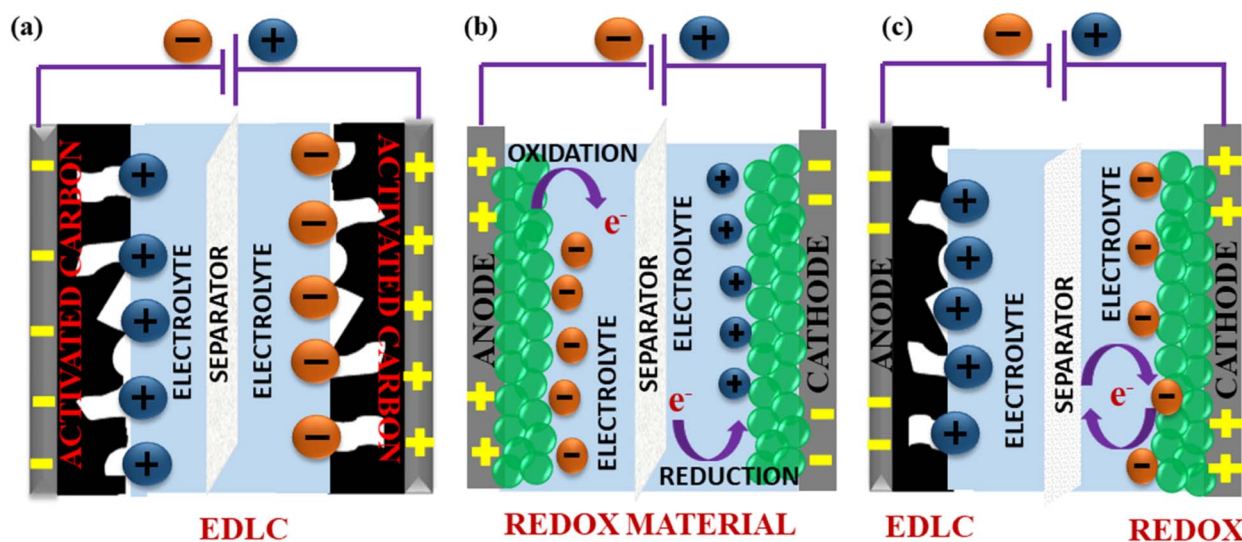 (a)
−
+
ACTIVATED CARBON
+
ELECTROLYTE
SEPARATOR
ELECTROLYTE
−
ACTIVATED CARBON
EDLC
(b)
−
+
ANODE
OXIDATION
e⁻
−
ELECTROLYTE
SEPARATOR
ELECTROLYTE
+
e⁻
REDUCTION
CATHODE
REDOX MATERIAL
(c)
−
+
ANODE
+
ELECTROLYTE
SEPARATOR
ELECTROLYTE
e⁻
−
CATHODE
EDLC
REDOX